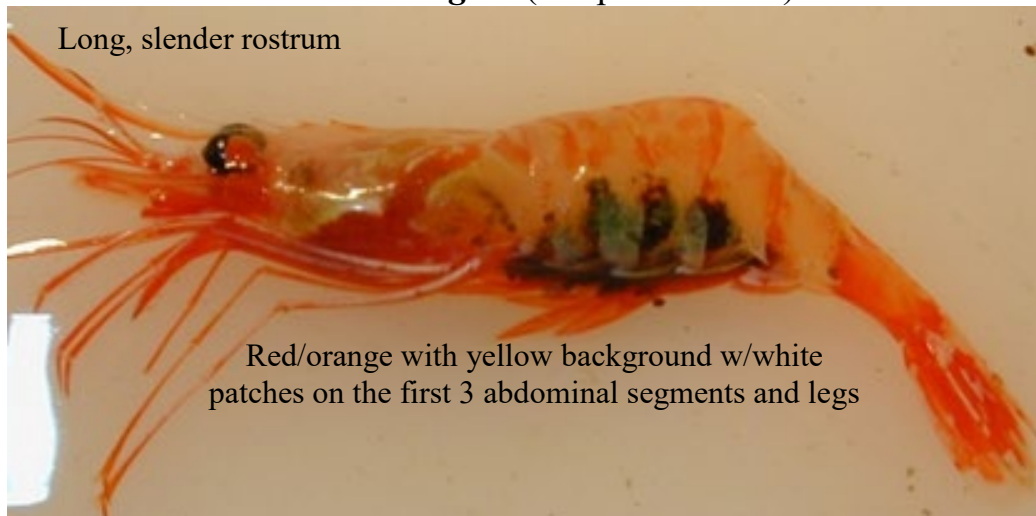 Long, slender rostrum
Red/orange with yellow background w/white
patches on the first 3 abdominal segments and legs